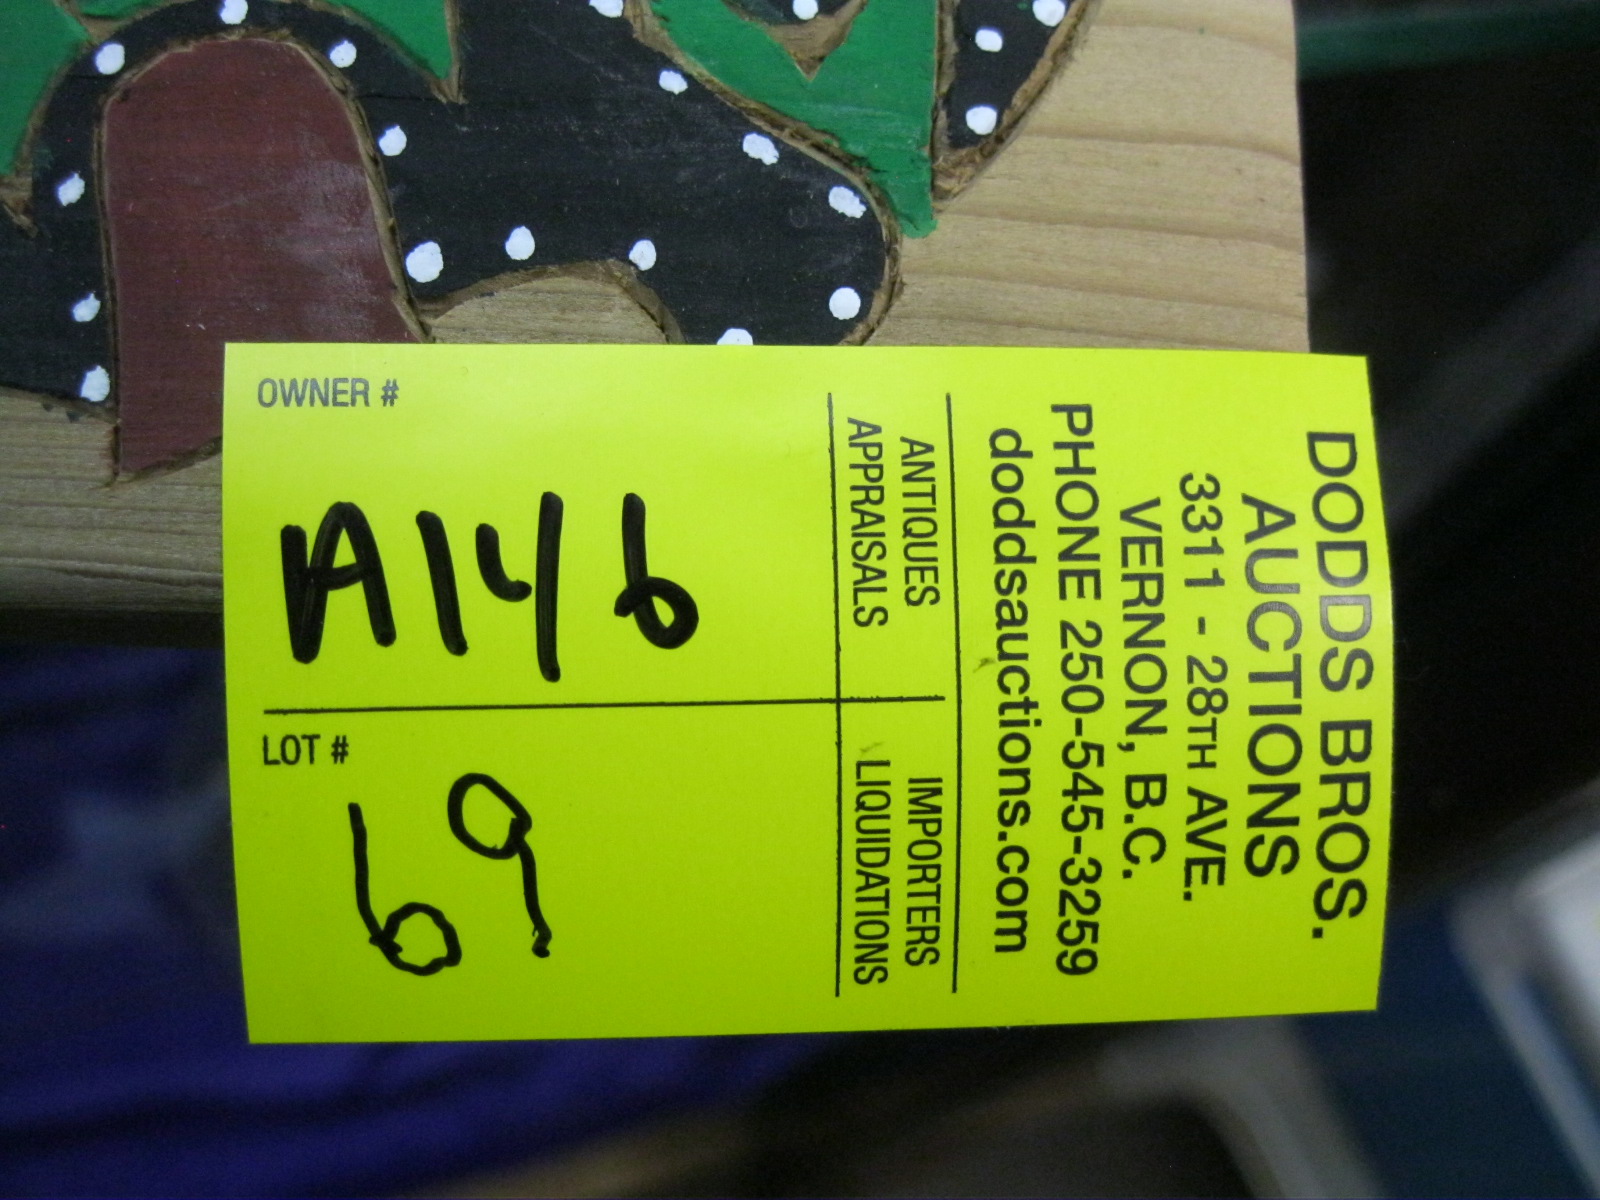 DODDS BROS.
AUCTIONS
3311 - 28TH AVE.
VERNON, B.C.
PHONE 250-545-3259
doddsauctions.com
ANTIQUES IMPORTERS
APPRAISALS LIQUIDATIONS
OWNER #
A146
LOT #
69